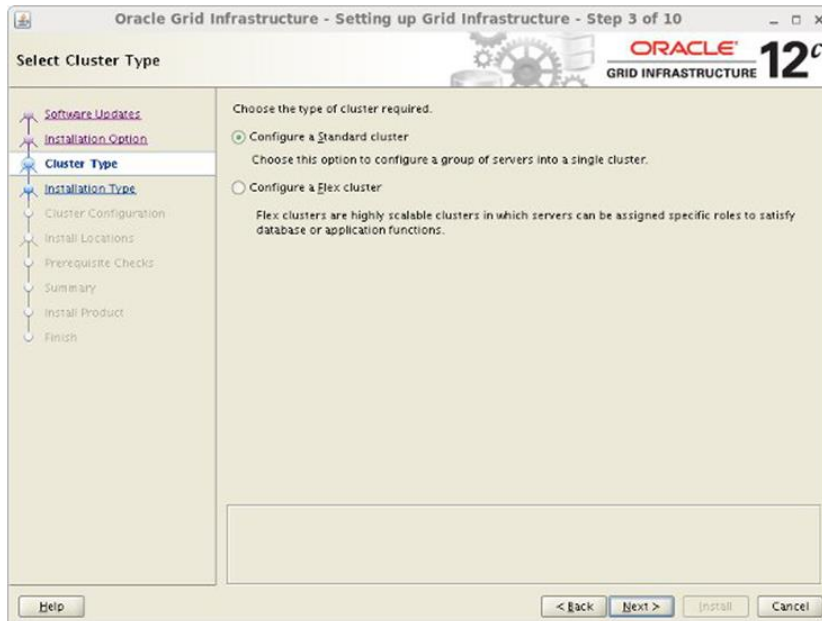 Oracle Grid Infrastructure - Setting up Grid Infrastructure - Step 3 of 10
Select Cluster Type
ORACLE
GRID INFRASTRUCTURE
12c
Software Updates
Installation Option
Cluster Type
Installation Type
Cluster Configuration
Install Locations
Prerequisite Checks
Summary
Install Product
Finish
Choose the type of cluster required.
Configure a Standard cluster
Choose this option to configure a group of servers into a single cluster.
Configure a Flex cluster
Flex clusters are highly scalable clusters in which servers can be assigned specific roles to satisfy
database or application functions.
Help
< Back
Next >
Install
Cancel